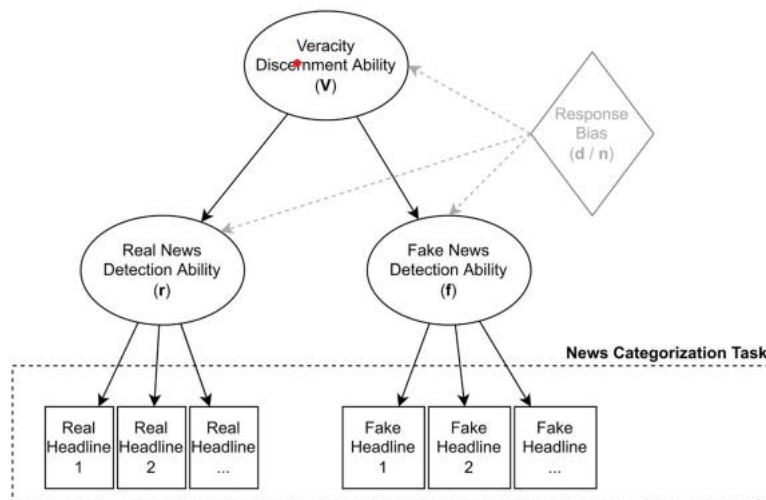 Veracity
Discernment Ability
(V)
Response
Bias
(d / n)
Real News
Detection Ability
(r)
Fake News
Detection Ability
(f)
News Categorization Task
Real
Headline
1
Real
Headline
2
Real
Headline
...
Fake
Headline
1
Fake
Headline
2
Fake
Headline
...